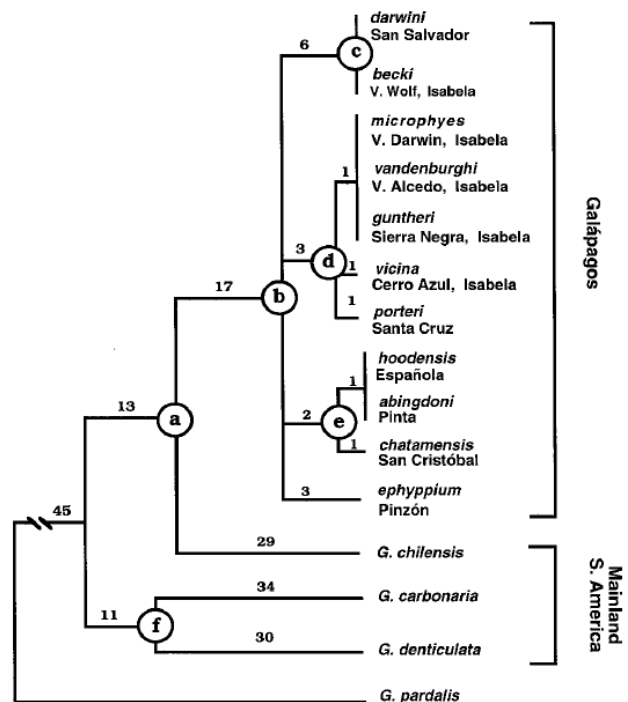 darwini
San Salvador
6
c
becki
V. Wolf, Isabela
microphyes
V. Darwin, Isabela
1
vandenburghi
V. Alcedo, Isabela
guntheri
Sierra Negra, Isabela
3
d
1
vicina
Cerro Azul, Isabela
17
b
1
porteri
Santa Cruz
hoodensis
Española
1
abingdoni
Pinta
13
a
2
e
1
chatamensis
San Cristóbal
3
ephyppium
Pinzón
Galápagos
45
29
G. chilensis
34
G. carbonaria
11
f
30
G. denticulata
Mainland
S. America
G. pardalis